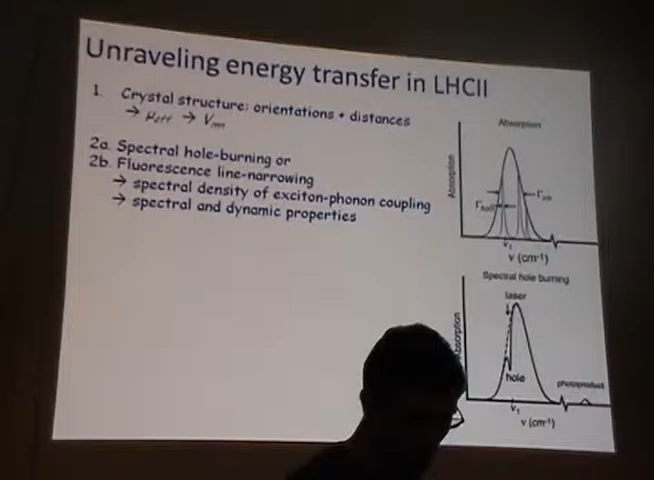 Unraveling energy transfer in LHCII
1. Crystal structure: orientations + distances
→ μeff → Vmn
2a. Spectral hole-burning or
2b. Fluorescence line-narrowing
→ spectral density of exciton-phonon coupling
→ spectral and dynamic properties
Absorption
Absorption
Γhom
Γinh
ν1
ν (cm-1)
Spectral hole burning
laser
Absorption
hole
photoproduct
ν1
ν (cm-1)